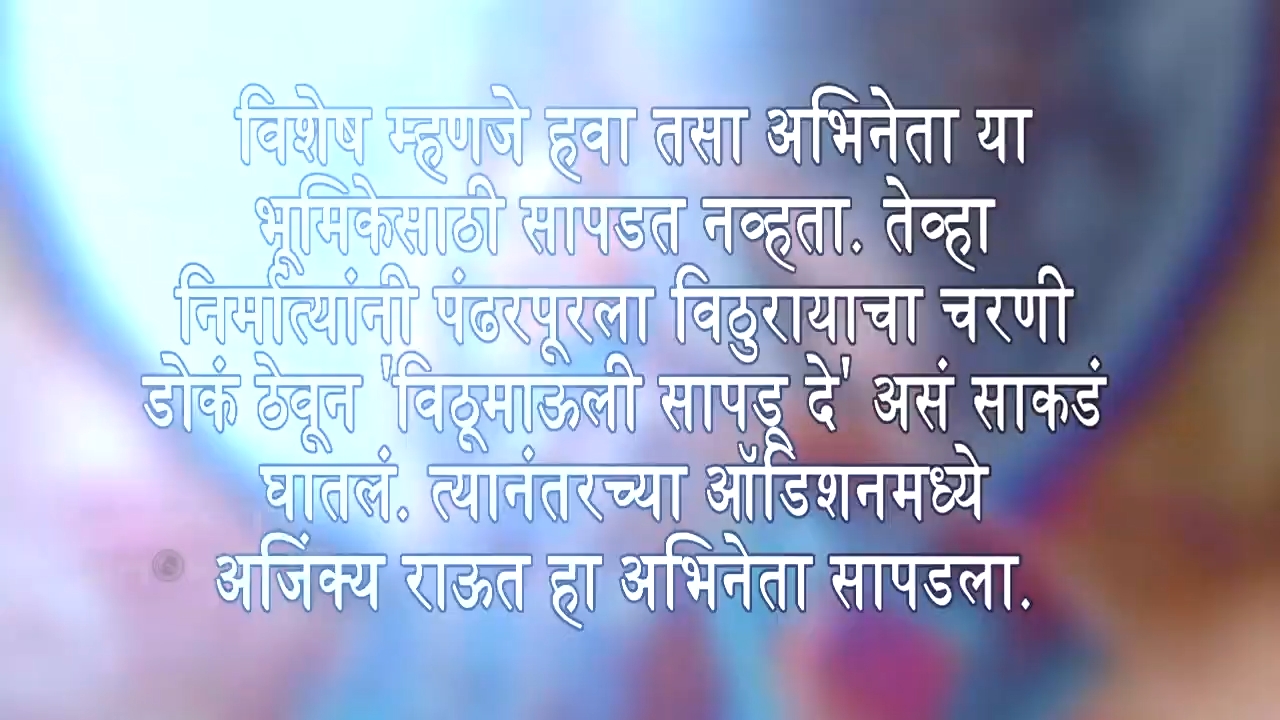 विशेष म्हणजे हवा तसा अभिनेता या
भूमिकेसाठी सापडत नव्हता. तेव्हा
निर्मात्यांनी पंढरपूरला विठुरायाचा चरणी
डोकं ठेवून 'विठूमाऊली सापडू दे' असं साकडं
घातलं. त्यानंतरच्या ऑडिशनमध्ये
अजिंक्य राऊत हा अभिनेता सापडला.